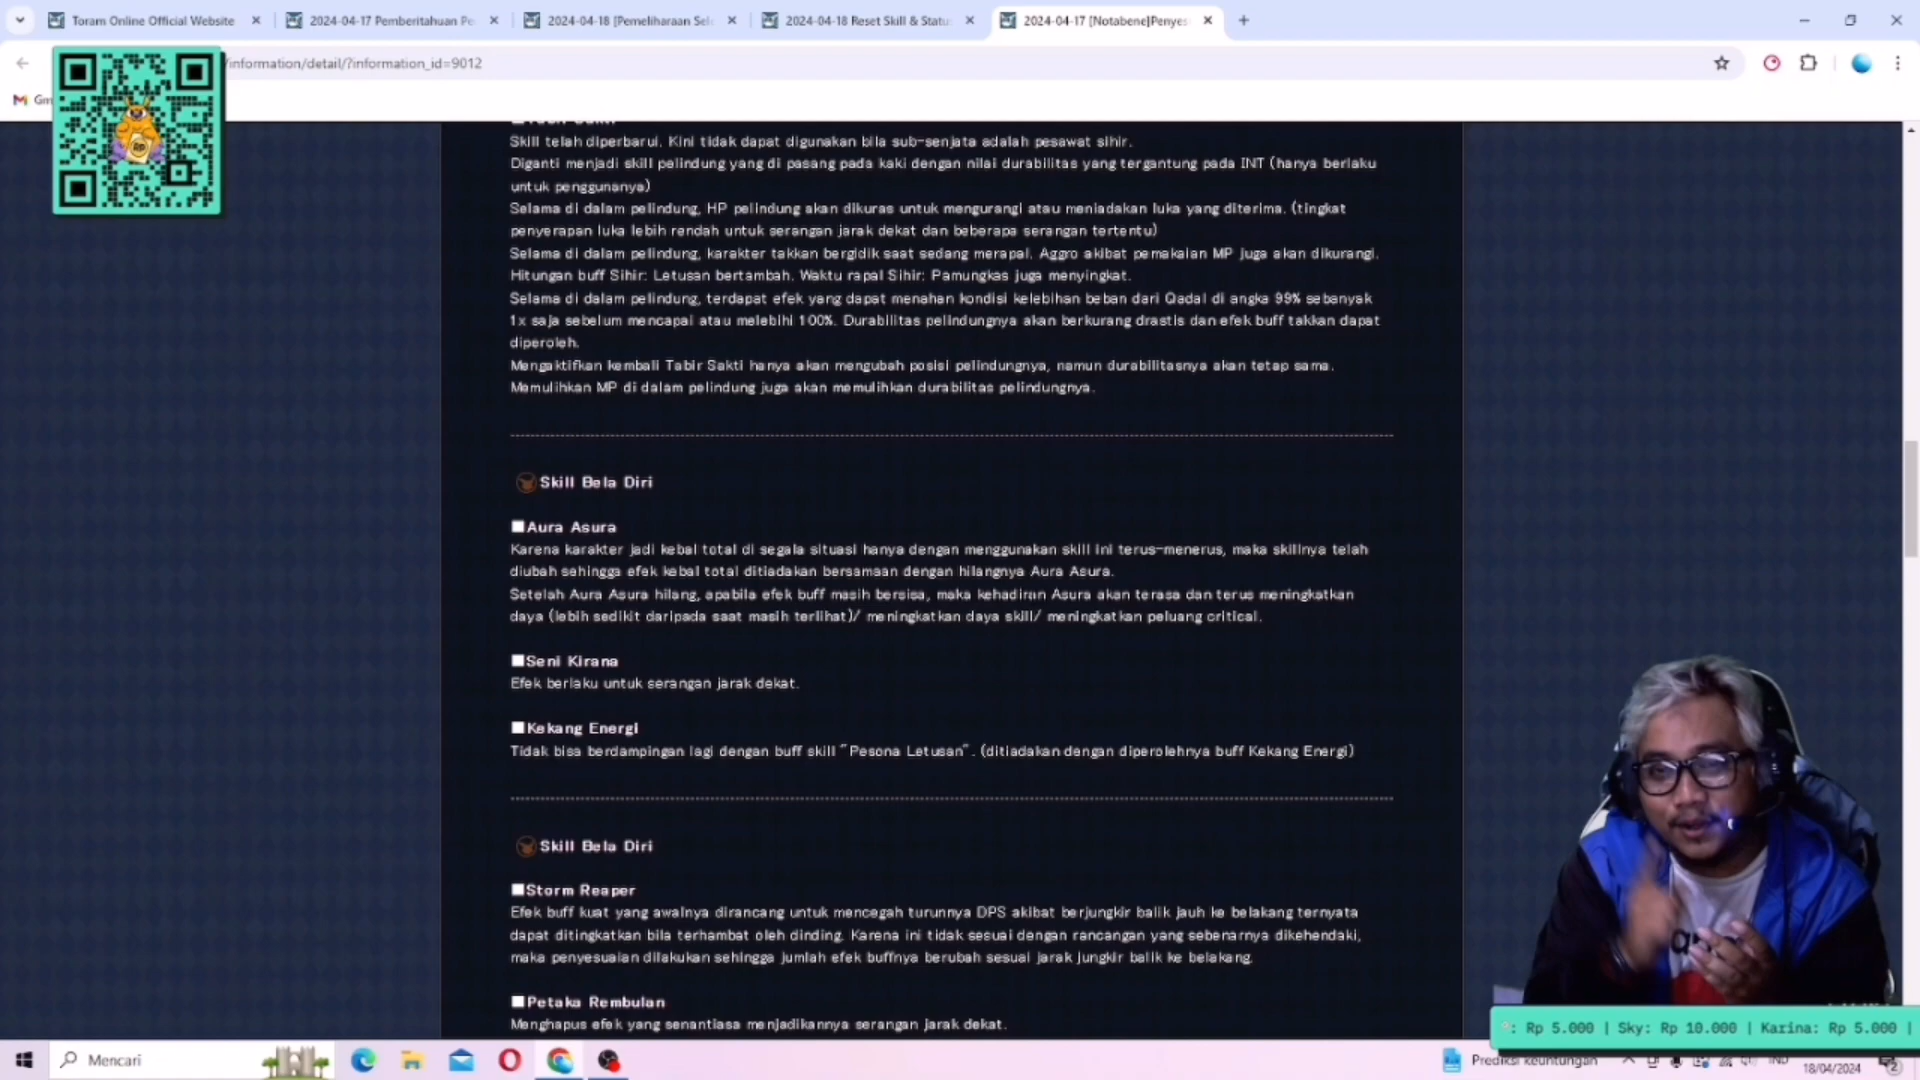 Toram Online Official Website
2024-04-17 Pemberitahuan Pe
2024-04-18 [Pemeliharaan Sel
2024-04-18 Reset Skill & Statu
2024-04-17 [Notabene]Penyes
/information/detail/?information_id=9012
Gm
Skill telah diperbarui. Kini tidak dapat digunakan bila sub-senjata adalah pesawat sihir.
Diganti menjadi skill pelindung yang di pasang pada kaki dengan nilai durabilitas yang tergantung pada INT (hanya berlaku
untuk penggunanya)
Selama di dalam pelindung, HP pelindung akan dikuras untuk mengurangi atau meniadakan luka yang diterima. (tingkat
penyerapan luka lebih rendah untuk serangan jarak dekat dan beberapa serangan tertentu)
Selama di dalam pelindung, karakter takkan bergidik saat sedang merapal. Aggro akibat pemakaian MP juga akan dikurangi.
Hitungan buff Sihir: Letusan bertambah. Waktu rapal Sihir: Pamungkas juga menyingkat.
Selama di dalam pelindung, terdapat efek yang dapat menahan kondisi kelebihan beban dari Qadal di angka 99% sebanyak
1x saja sebelum mencapai atau melebihi 100%. Durabilitas pelindungnya akan berkurang drastis dan efek buff takkan dapat
diperoleh.
Mengaktifkan kembali Tabir Sakti hanya akan mengubah posisi pelindungnya, namun durabilitasnya akan tetap sama.
Memulihkan MP di dalam pelindung juga akan memulihkan durabilitas pelindungnya.
Skill Bela Diri
■Aura Asura
Karena karakter jadi kebal total di segala situasi hanya dengan menggunakan skill ini terus-menerus, maka skillnya telah
diubah sehingga efek kebal total ditiadakan bersamaan dengan hilangnya Aura Asura.
Setelah Aura Asura hilang, apabila efek buff masih bersisa, maka kehadiran Asura akan terasa dan terus meningkatkan
daya (lebih sedikit daripada saat masih terlihat)/ meningkatkan daya skill/ meningkatkan peluang critical.
■Seni Kirana
Efek berlaku untuk serangan jarak dekat.
■Kekang Energi
Tidak bisa berdampingan lagi dengan buff skill "Pesona Letusan". (ditiadakan dengan diperolehnya buff Kekang Energi)
Skill Bela Diri
■Storm Reaper
Efek buff kuat yang awalnya dirancang untuk mencegah turunnya DPS akibat berjungkir balik jauh ke belakang ternyata
dapat ditingkatkan bila terhambat oleh dinding. Karena ini tidak sesuai dengan rancangan yang sebenarnya dikehendaki,
maka penyesuaian dilakukan sehingga jumlah efek buffnya berubah sesuai jarak jungkir balik ke belakang.
■Petaka Rembulan
Menghapus efek yang senantiasa menjadikannya serangan jarak dekat.
: Rp 5.000 | Sky: Rp 10.000 | Karina: Rp 5.000 |
Mencari
Prediksi keuntungan
IND
18/04/2024
2